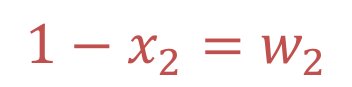 1 − x₂ = w₂